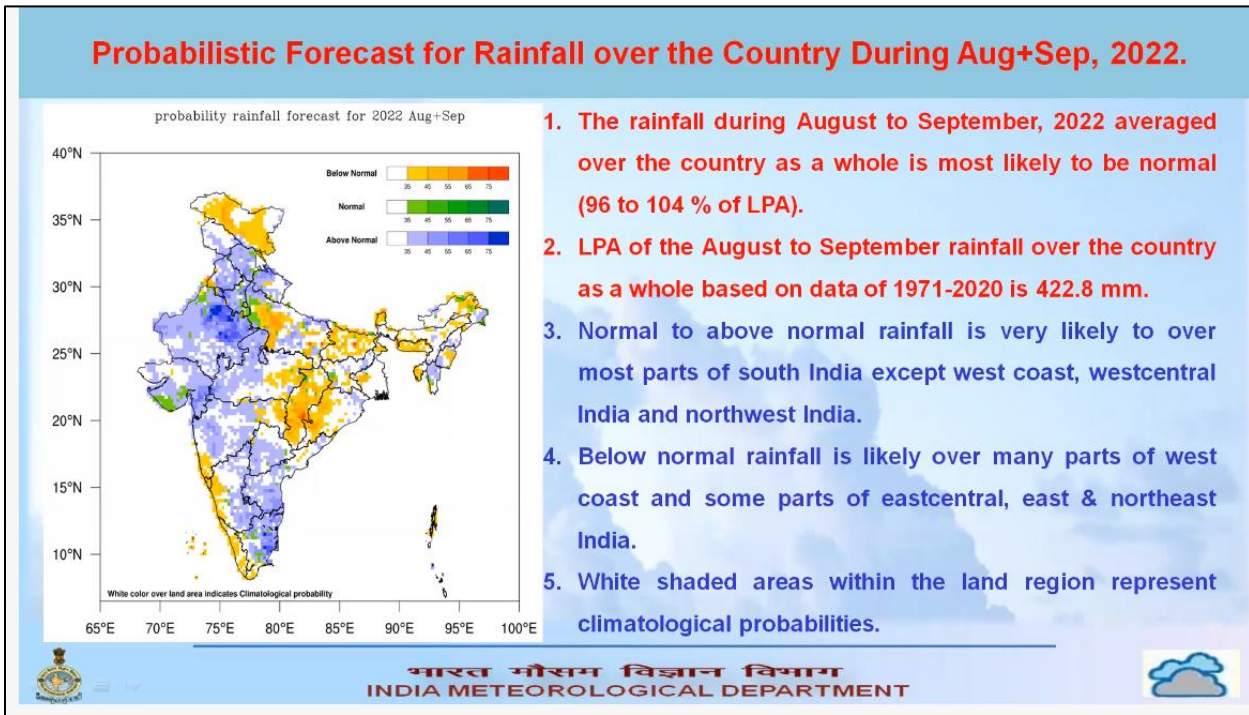 Probabilistic Forecast for Rainfall over the Country During Aug+Sep, 2022.
probability rainfall forecast for 2022 Aug+Sep
40°N
35°N
30°N
25°N
20°N
15°N
10°N
Below Normal
35 45 55 65 75
Normal
35 45 55 65 75
Above Normal
35 45 55 65 75
White color over land area indicates Climatological probability
65°E 70°E 75°E 80°E 85°E 90°E 95°E 100°E
1. The rainfall during August to September, 2022 averaged
over the country as a whole is most likely to be normal
(96 to 104 % of LPA).
2. LPA of the August to September rainfall over the country
as a whole based on data of 1971-2020 is 422.8 mm.
3. Normal to above normal rainfall is very likely to over
most parts of south India except west coast, westcentral
India and northwest India.
4. Below normal rainfall is likely over many parts of west
coast and some parts of eastcentral, east & northeast
India.
5. White shaded areas within the land region represent
climatological probabilities.
भारत मौसम विज्ञान विभाग
INDIA METEOROLOGICAL DEPARTMENT